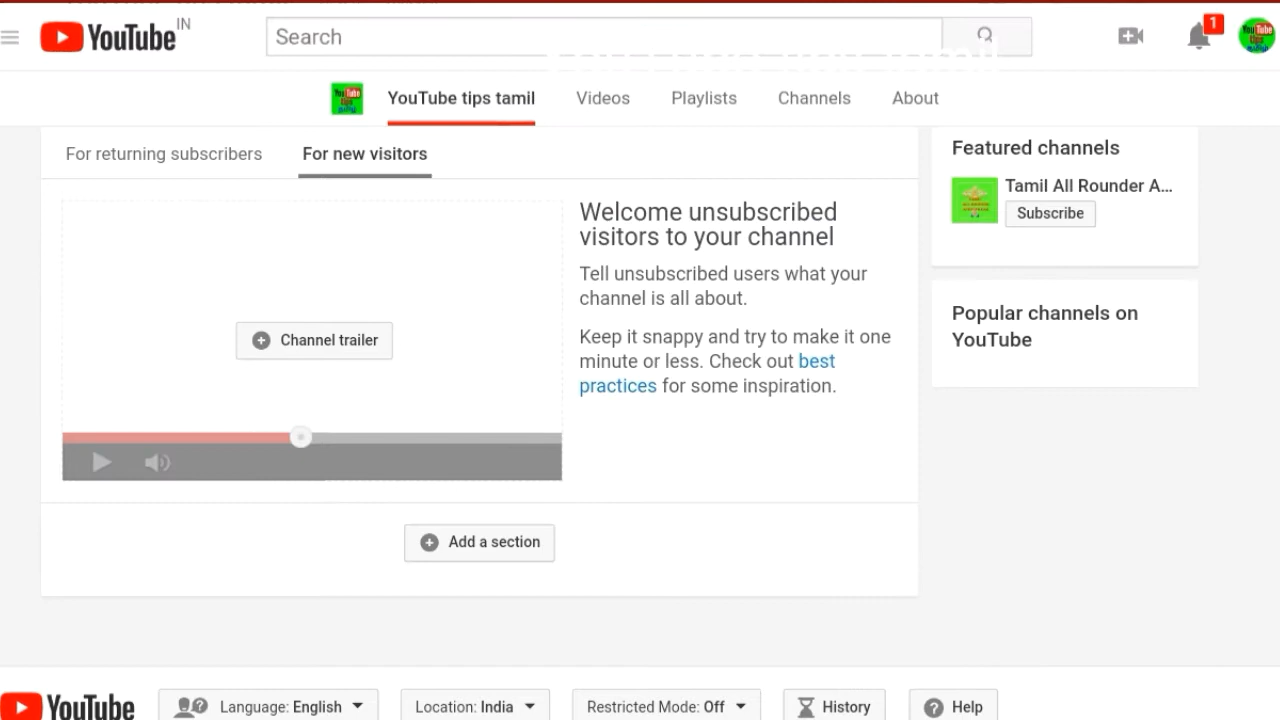 YouTube IN
Search
1
YouTube tips tamil
Videos
Playlists
Channels
About
For returning subscribers
For new visitors
Featured channels
Tamil All Rounder A...
Subscribe
Welcome unsubscribed
visitors to your channel
Tell unsubscribed users what your
channel is all about.
Channel trailer
Keep it snappy and try to make it one
minute or less. Check out best
practices for some inspiration.
Popular channels on
YouTube
Add a section
YouTube
Language: English
Location: India
Restricted Mode: Off
History
Help